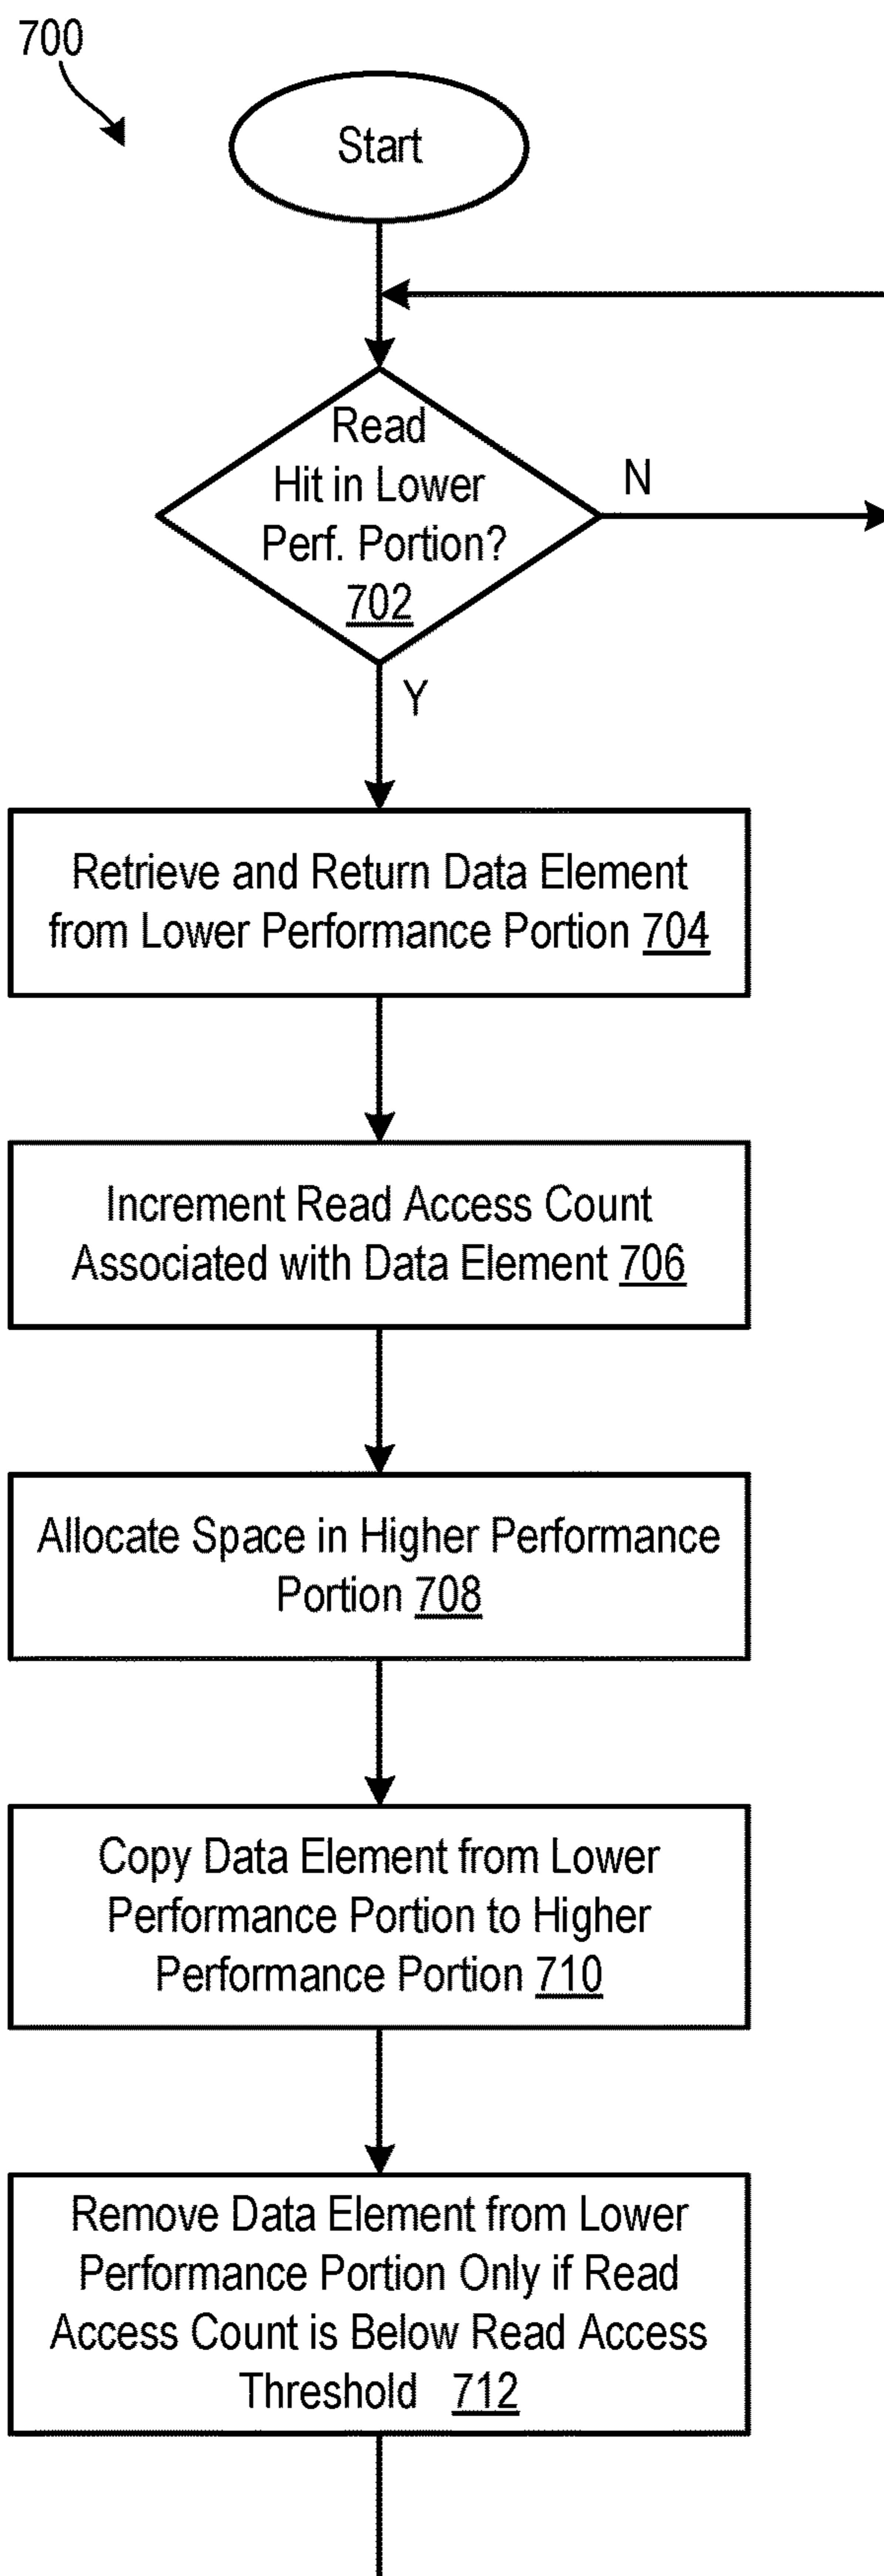 700
Start
Read
Hit in Lower
Perf. Portion?
702
N
Y
Retrieve and Return Data Element
from Lower Performance Portion 704
Increment Read Access Count
Associated with Data Element 706
Allocate Space in Higher Performance
Portion 708
Copy Data Element from Lower
Performance Portion to Higher
Performance Portion 710
Remove Data Element from Lower
Performance Portion Only if Read
Access Count is Below Read Access
Threshold 712